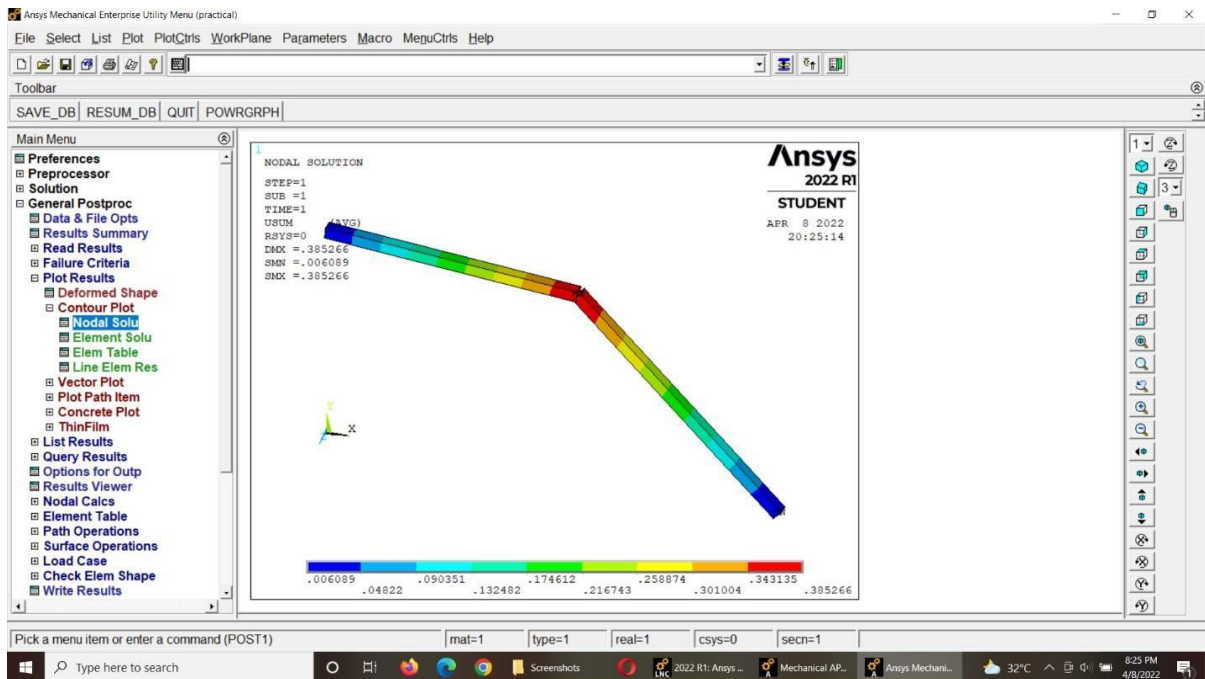 Ansys Mechanical Enterprise Utility Menu (practical)
File Select List Plot PlotCtrls WorkPlane Parameters Macro MenuCtrls Help
Toolbar
SAVE_DB RESUM_DB QUIT POWRGRPH
Main Menu
Preferences
Preprocessor
Solution
General Postproc
Data & File Opts
Results Summary
Read Results
Failure Criteria
Plot Results
Deformed Shape
Contour Plot
Nodal Solu
Element Solu
Elem Table
Line Elem Res
Vector Plot
Plot Path Item
Concrete Plot
ThinFilm
List Results
Query Results
Options for Outp
Results Viewer
Nodal Calcs
Element Table
Path Operations
Surface Operations
Load Case
Check Elem Shape
Write Results
1
NODAL SOLUTION
STEP=1
SUB =1
TIME=1
USUM (AVG)
RSYS=0
DMX =.385266
SMN =.006089
SMX =.385266
Ansys
2022 R1
STUDENT
APR 8 2022
20:25:14
Y
X
.006089 .090351 .174612 .258874 .343135
.04822 .132482 .216743 .301004 .385266
1
3
Pick a menu item or enter a command (POST1) mat=1 type=1 real=1 csys=0 secn=1
Type here to search
Screenshots
2022 R1: Ansys ...
Mechanical AP...
Ansys Mechani...
32°C
8:25 PM
4/8/2022